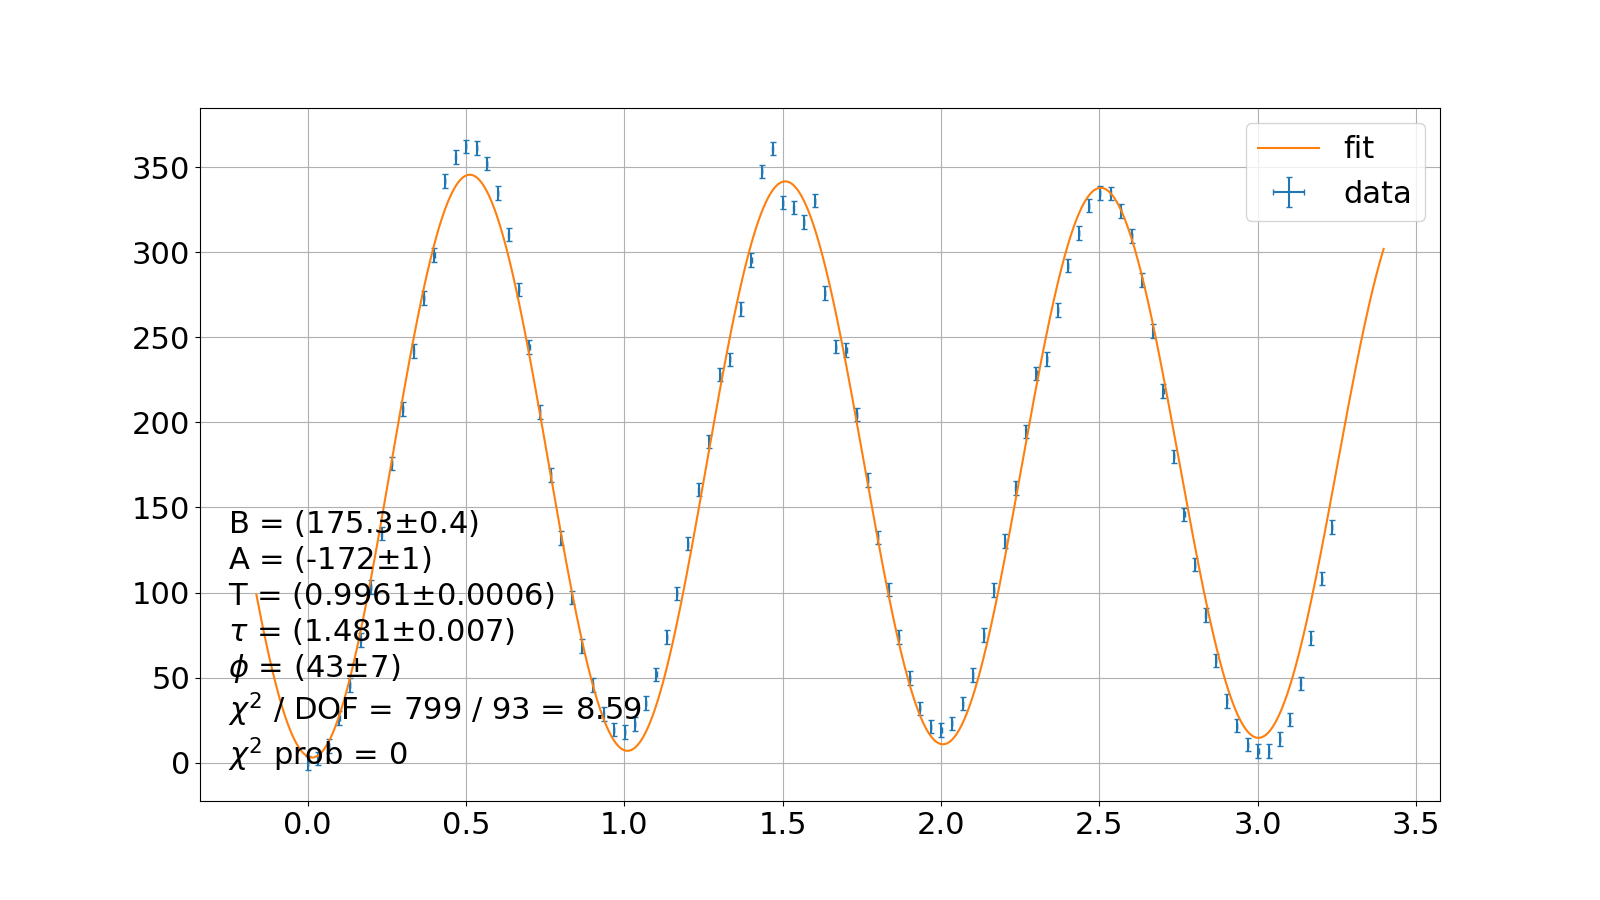 fit
data
350
300
250
200
150
100
50
0
B = (175.3±0.4)
A = (-172±1)
T = (0.9961±0.0006)
τ = (1.481±0.007)
ϕ = (43±7)
χ² / DOF = 799 / 93 = 8.59
χ² prob = 0
0.0 0.5 1.0 1.5 2.0 2.5 3.0 3.5